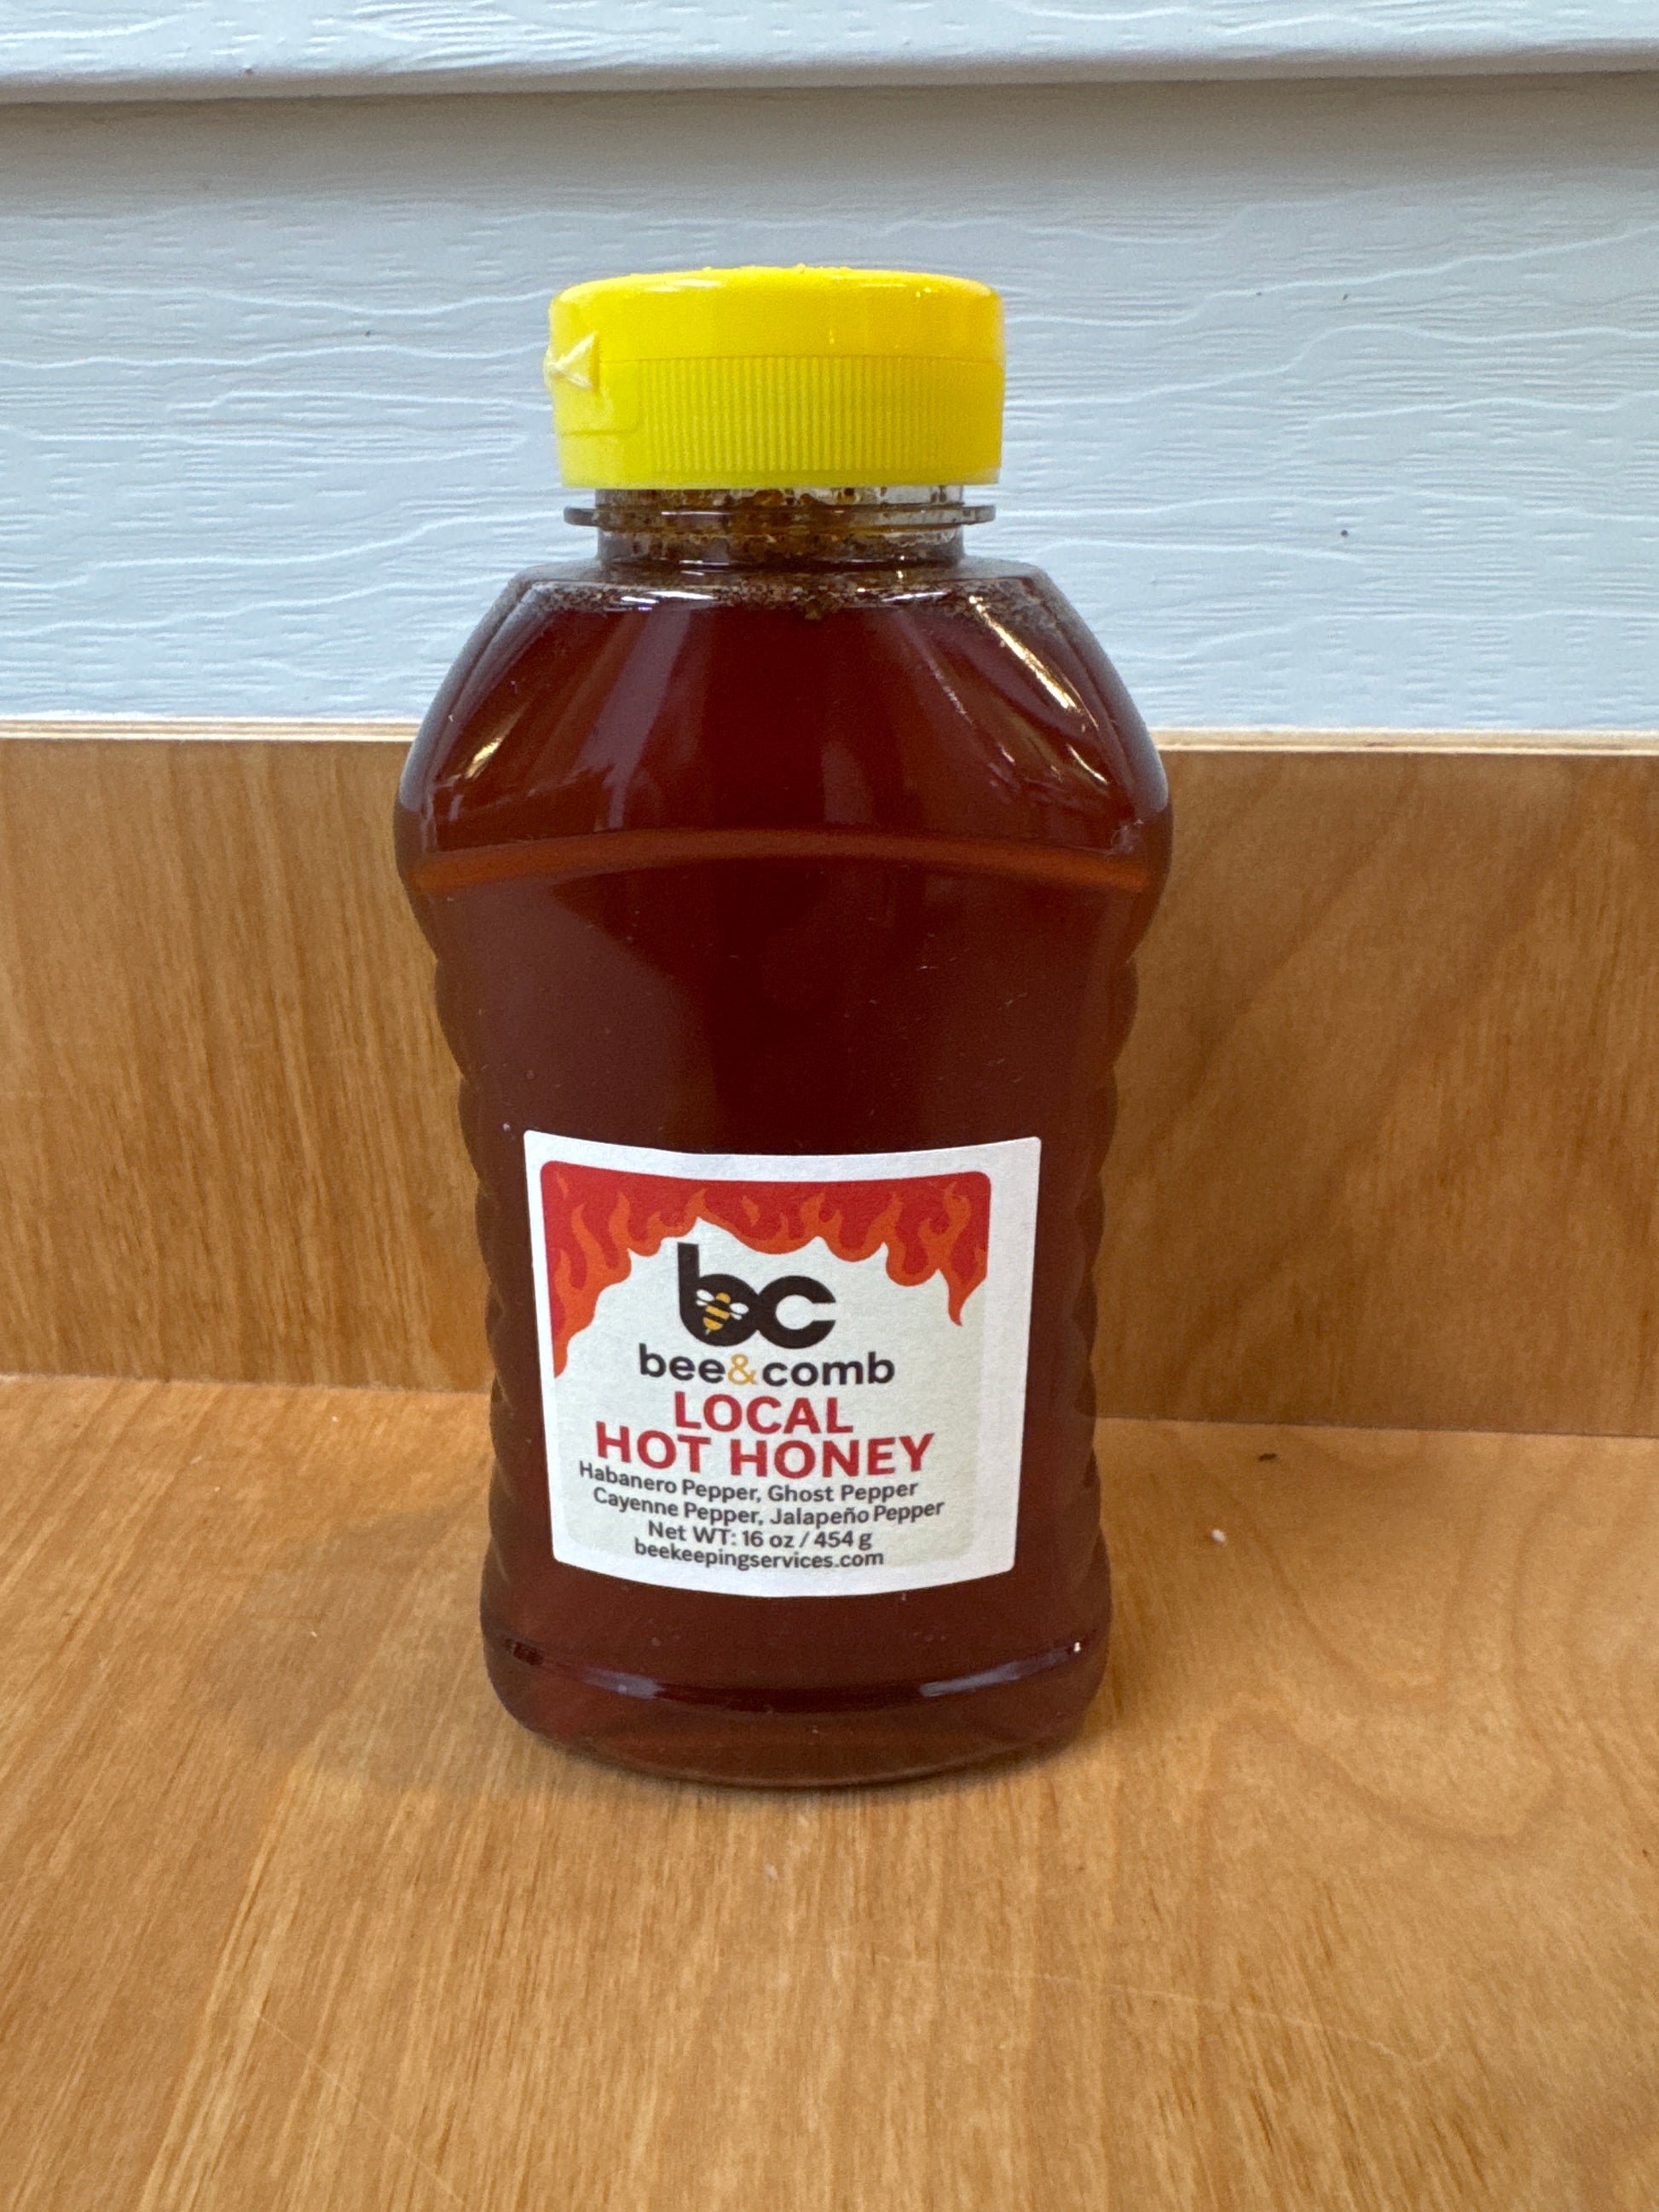 bc
bee&comb
LOCAL
HOT HONEY
Habanero Pepper, Ghost Pepper
Cayenne Pepper, Jalapeño Pepper
Net WT: 16 oz / 454 g
beekeepingservices.com